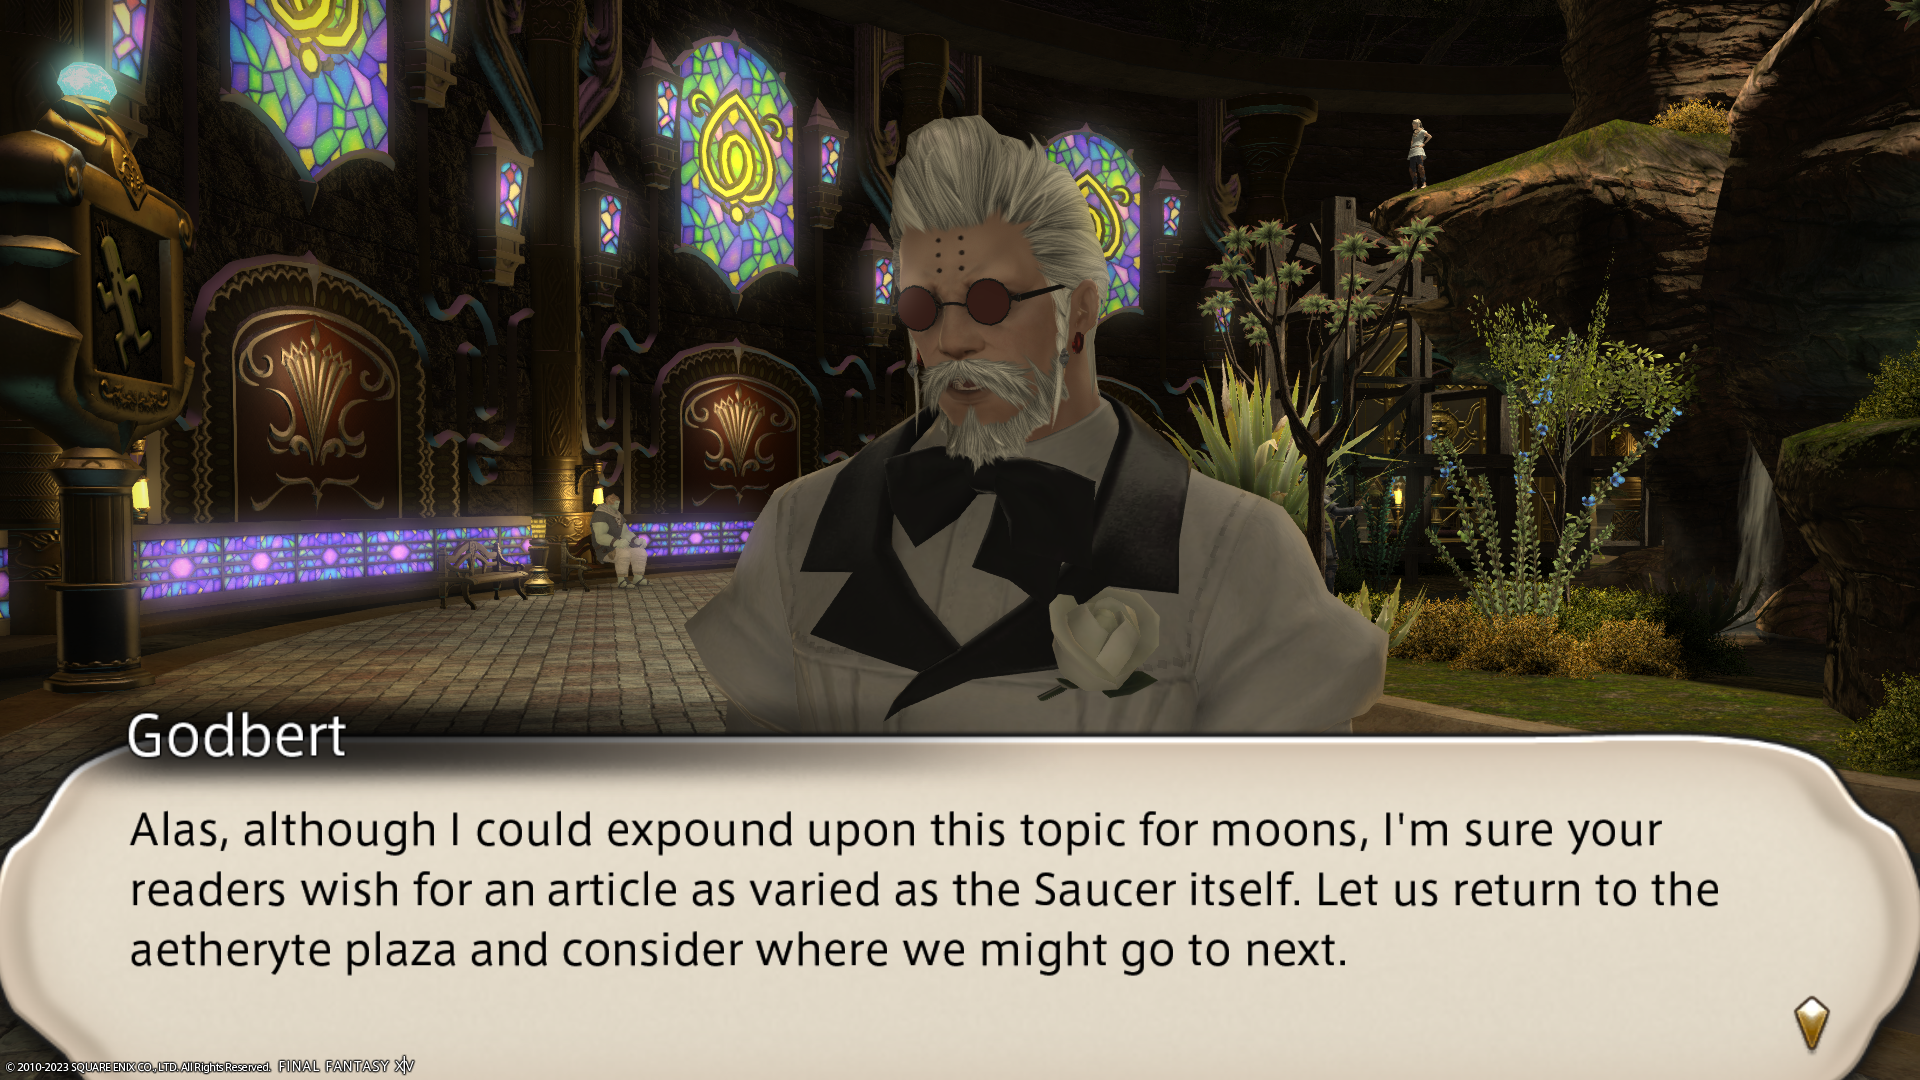 Godbert
Alas, although I could expound upon this topic for moons, I'm sure your
readers wish for an article as varied as the Saucer itself. Let us return to the
aetheryte plaza and consider where we might go to next.
© 2010-2023 SQUARE ENIX CO., LTD. All Rights Reserved. FINAL FANTASY XIV